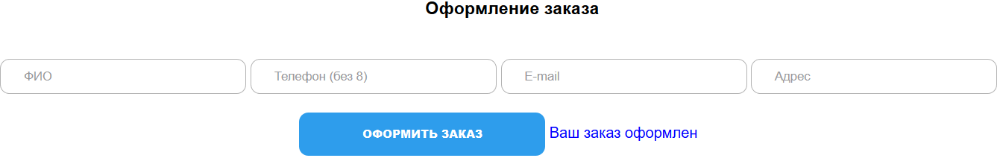 Оформление заказа
ФИО Телефон (без 8) E-mail Адрес
ОФОРМИТЬ ЗАКАЗ Ваш заказ оформлен